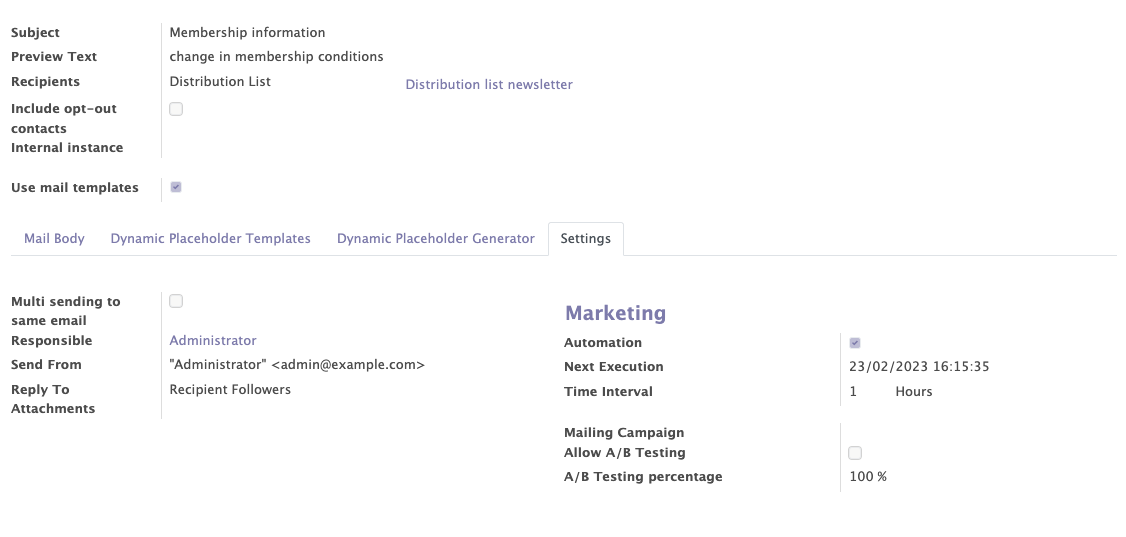 Subject Membership information
Preview Text change in membership conditions
Recipients Distribution List Distribution list newsletter
Include opt-out
contacts
Internal instance
Use mail templates
Mail Body Dynamic Placeholder Templates Dynamic Placeholder Generator Settings
Multi sending to
same email
Responsible Administrator
Send From "Administrator" <admin@example.com>
Reply To Recipient Followers
Attachments
Marketing
Automation
Next Execution 23/02/2023 16:15:35
Time Interval 1 Hours
Mailing Campaign
Allow A/B Testing
A/B Testing percentage 100 %